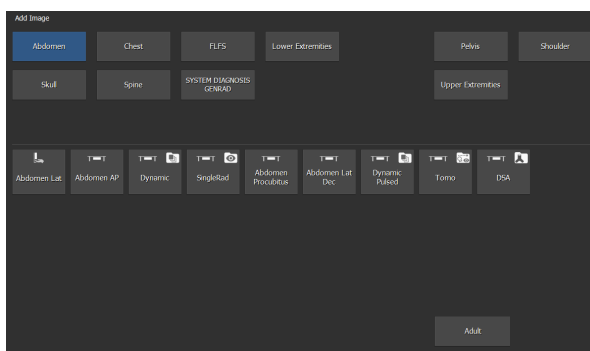 Add Image
Abdomen
Chest
FLFS
Lower Extremities
Pelvis
Shoulder
Skull
Spine
SYSTEM DIAGNOSIS
GENRAD
Upper Extremities
Abdomen Lat
Abdomen AP
Dynamic
SingleRad
Abdomen
Procubitus
Abdomen Lat
Dec
Dynamic
Pulsed
Tomo
DSA
Adult